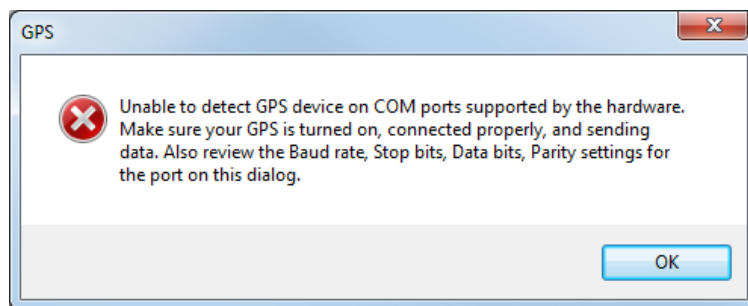 GPS
Unable to detect GPS device on COM ports supported by the hardware.
Make sure your GPS is turned on, connected properly, and sending
data. Also review the Baud rate, Stop bits, Data bits, Parity settings for
the port on this dialog.
OK